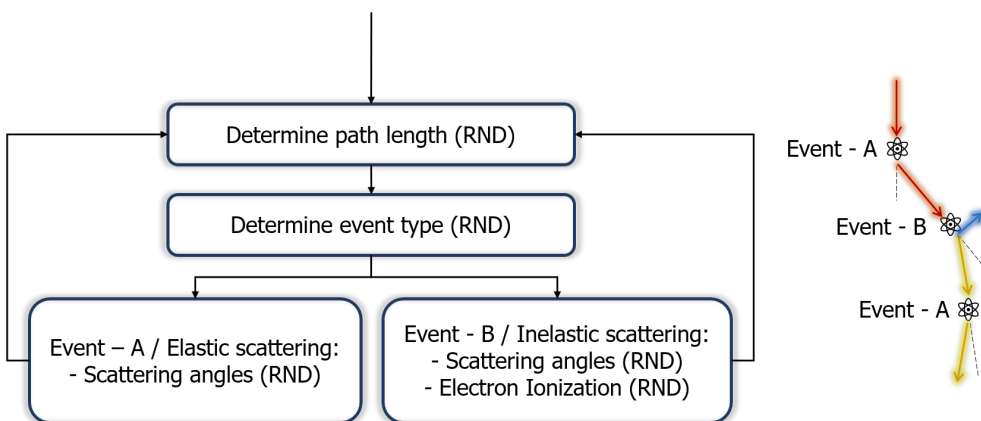 Determine path length (RND)
Determine event type (RND)
Event – A / Elastic scattering:
- Scattering angles (RND)
Event - B / Inelastic scattering:
- Scattering angles (RND)
- Electron Ionization (RND)
Event - A
Event - B
Event - A